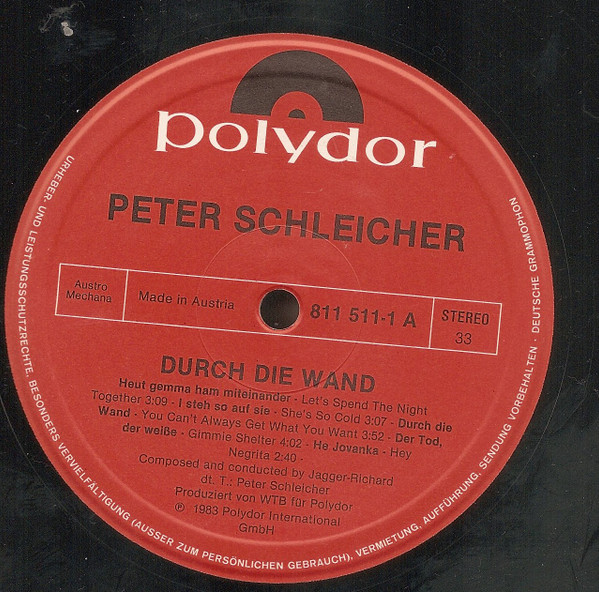 polydor
PETER SCHLEICHER
Austro
Mechana
Made in Austria
811 511-1 A
STEREO
33
DURCH DIE WAND
Heut gemma ham miteinander - Let's Spend The Night
Together 3:09 - I steh so auf sie - She's So Cold 3:07 - Durch die
Wand - You Can't Always Get What You Want 3:52 - Der Tod,
der weiße - Gimmie Shelter 4:02 - He Jovanka - Hey
Negrita 2:40 -
Composed and conducted by Jagger-Richard
dt. T.: Peter Schleicher
Produziert von WTB für Polydor
℗ 1983 Polydor International
GmbH
URHEBER- UND LEISTUNGSSCHUTZRECHTE, BESONDERS VERVIELFÄLTIGUNG (AUSSER ZUM PERSÖNLICHEN GEBRAUCH), VERMIETUNG, AUFFÜHRUNG, SENDUNG VORBEHALTEN · DEUTSCHE GRAMMOPHON